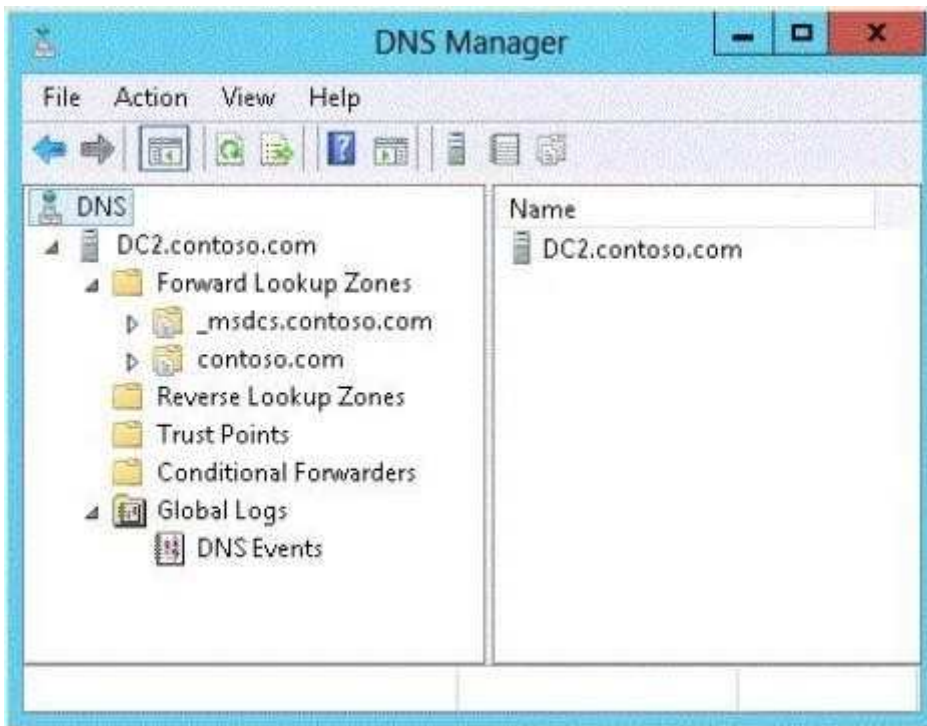 DNS Manager
File Action View Help
DNS
DC2.contoso.com
Forward Lookup Zones
_msdcs.contoso.com
contoso.com
Reverse Lookup Zones
Trust Points
Conditional Forwarders
Global Logs
DNS Events
Name
DC2.contoso.com